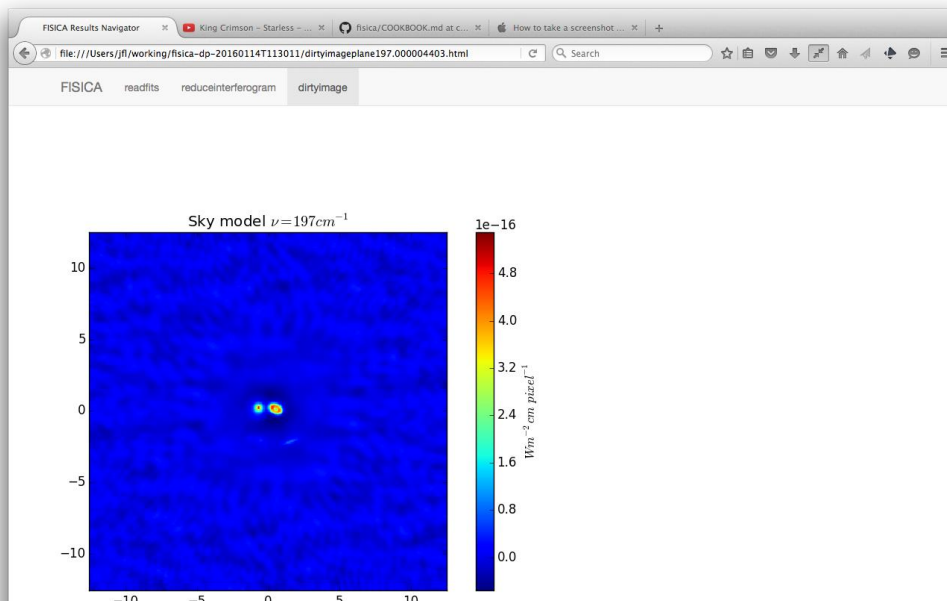 FISICA Results Navigator
King Crimson – Starless – ...
fisica/COOKBOOK.md at c...
How to take a screenshot ...
file:///Users/jfl/working/fisica-dp-20160114T113011/dirtyimageplane197.000004403.html
Search
FISICA readfits reduceinterferogram dirtyimage
Sky model ν=197cm⁻¹
1e−16
10
5
0
−5
−10
−10 −5 0 5 10
4.8
4.0
3.2
2.4
1.6
0.8
0.0
Wm⁻² cm pixel⁻¹